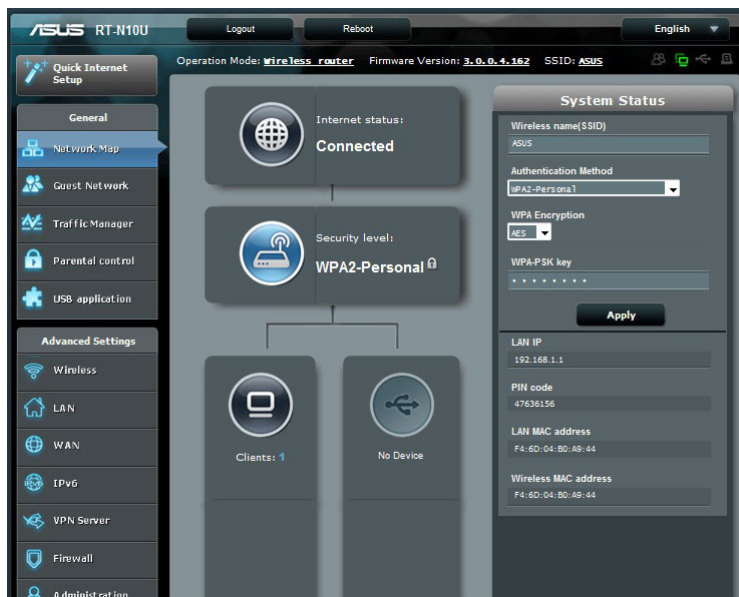 ASUS RT-N10U
Logout
Reboot
English
Quick Internet
Setup
Operation Mode: Wireless router Firmware Version: 3.0.0.4.162 SSID: ASUS
General
Network Map
Guest Network
Traffic Manager
Parental control
USB application
Advanced Settings
Wireless
LAN
WAN
IPv6
VPN Server
Firewall
Administration
Internet status:
Connected
Security level:
WPA2-Personal
Clients: 1
No Device
System Status
Wireless name(SSID)
ASUS
Authentication Method
WPA2-Personal
WPA Encryption
AES
WPA-PSK key
Apply
LAN IP
192.168.1.1
PIN code
47636156
LAN MAC address
F4:6D:04:B0:A9:44
Wireless MAC address
F4:6D:04:B0:A9:44